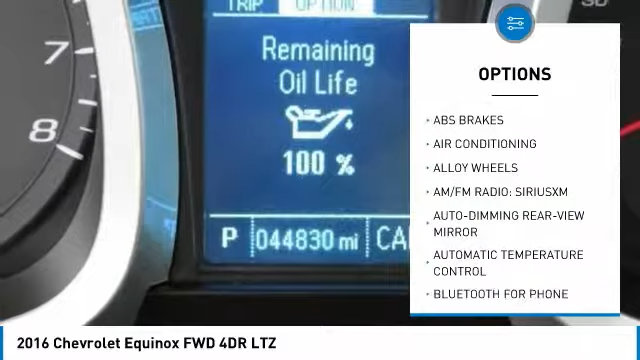 TRIP OPTION
Remaining
Oil Life
100 %
P 044830 mi
7
8
OPTIONS
ABS BRAKES
AIR CONDITIONING
ALLOY WHEELS
AM/FM RADIO: SIRIUSXM
AUTO-DIMMING REAR-VIEW
MIRROR
AUTOMATIC TEMPERATURE
CONTROL
BLUETOOTH FOR PHONE
2016 Chevrolet Equinox FWD 4DR LTZ